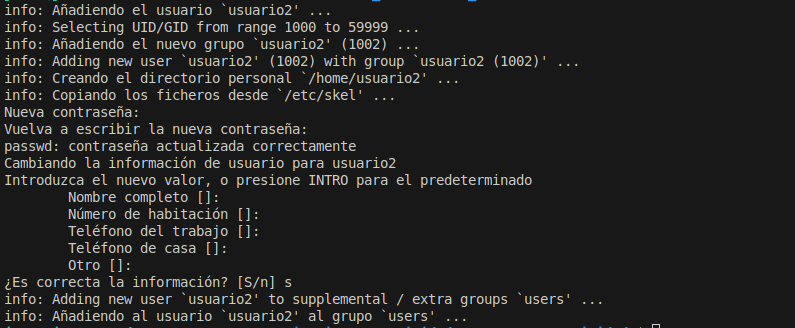 info: Añadiendo el usuario `usuario2' ...
info: Selecting UID/GID from range 1000 to 59999 ...
info: Añadiendo el nuevo grupo `usuario2' (1002) ...
info: Adding new user `usuario2' (1002) with group `usuario2 (1002)' ...
info: Creando el directorio personal `/home/usuario2' ...
info: Copiando los ficheros desde `/etc/skel' ...
Nueva contraseña:
Vuelva a escribir la nueva contraseña:
passwd: contraseña actualizada correctamente
Cambiando la información de usuario para usuario2
Introduzca el nuevo valor, o presione INTRO para el predeterminado
Nombre completo []:
Número de habitación []:
Teléfono del trabajo []:
Teléfono de casa []:
Otro []:
¿Es correcta la información? [S/n] s
info: Adding new user `usuario2' to supplemental / extra groups `users' ...
info: Añadiendo al usuario `usuario2' al grupo `users' ...